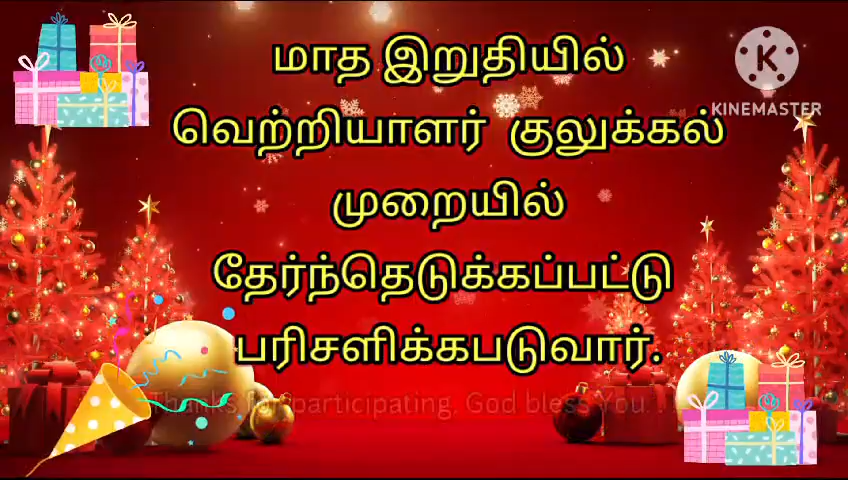 மாத இறுதியில்
வெற்றியாளர் குலுக்கல்
முறையில்
தேர்ந்தெடுக்கப்பட்டு
பரிசளிக்கபடுவார்.
Thanks for participating. God bless You
KINEMASTER